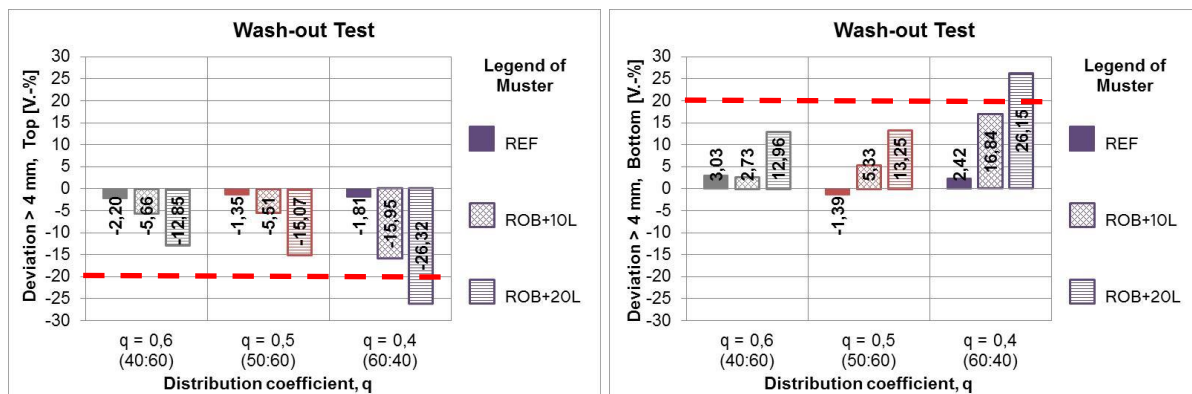 Wash-out Test
Deviation > 4 mm, Top [V.-%]
30
25
20
15
10
5
0
-5
-10
-15
-20
-25
-30
-2,20
-5,66
-12,85
-1,35
-5,51
-15,07
-1,81
-15,95
-26,32
q = 0,6
(40:60)
q = 0,5
(50:60)
q = 0,4
(60:40)
Distribution coefficient, q
Legend of
Muster
REF
ROB+10L
ROB+20L
Wash-out Test
Deviation > 4 mm, Bottom [V.-%]
30
25
20
15
10
5
0
-5
-10
-15
-20
-25
-30
3,03
2,73
12,96
-1,39
5,33
13,25
2,42
16,84
26,15
q = 0,6
(40:60)
q = 0,5
(50:60)
q = 0,4
(60:40)
Distribution coefficient, q
Legend of
Muster
REF
ROB+10L
ROB+20L